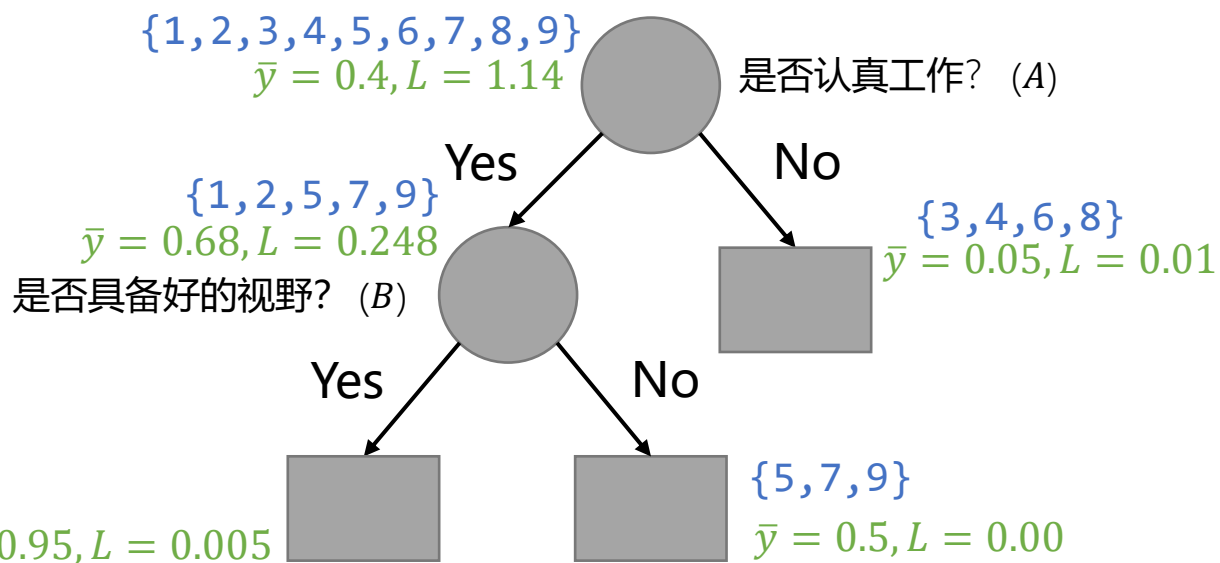 {1,2,3,4,5,6,7,8,9}
ȳ = 0.4, L = 1.14
是否认真工作? (A)
Yes
No
{1,2,5,7,9}
ȳ = 0.68, L = 0.248
{3,4,6,8}
ȳ = 0.05, L = 0.01
是否具备好的视野? (B)
Yes
No
{5,7,9}
0.95, L = 0.005
ȳ = 0.5, L = 0.00